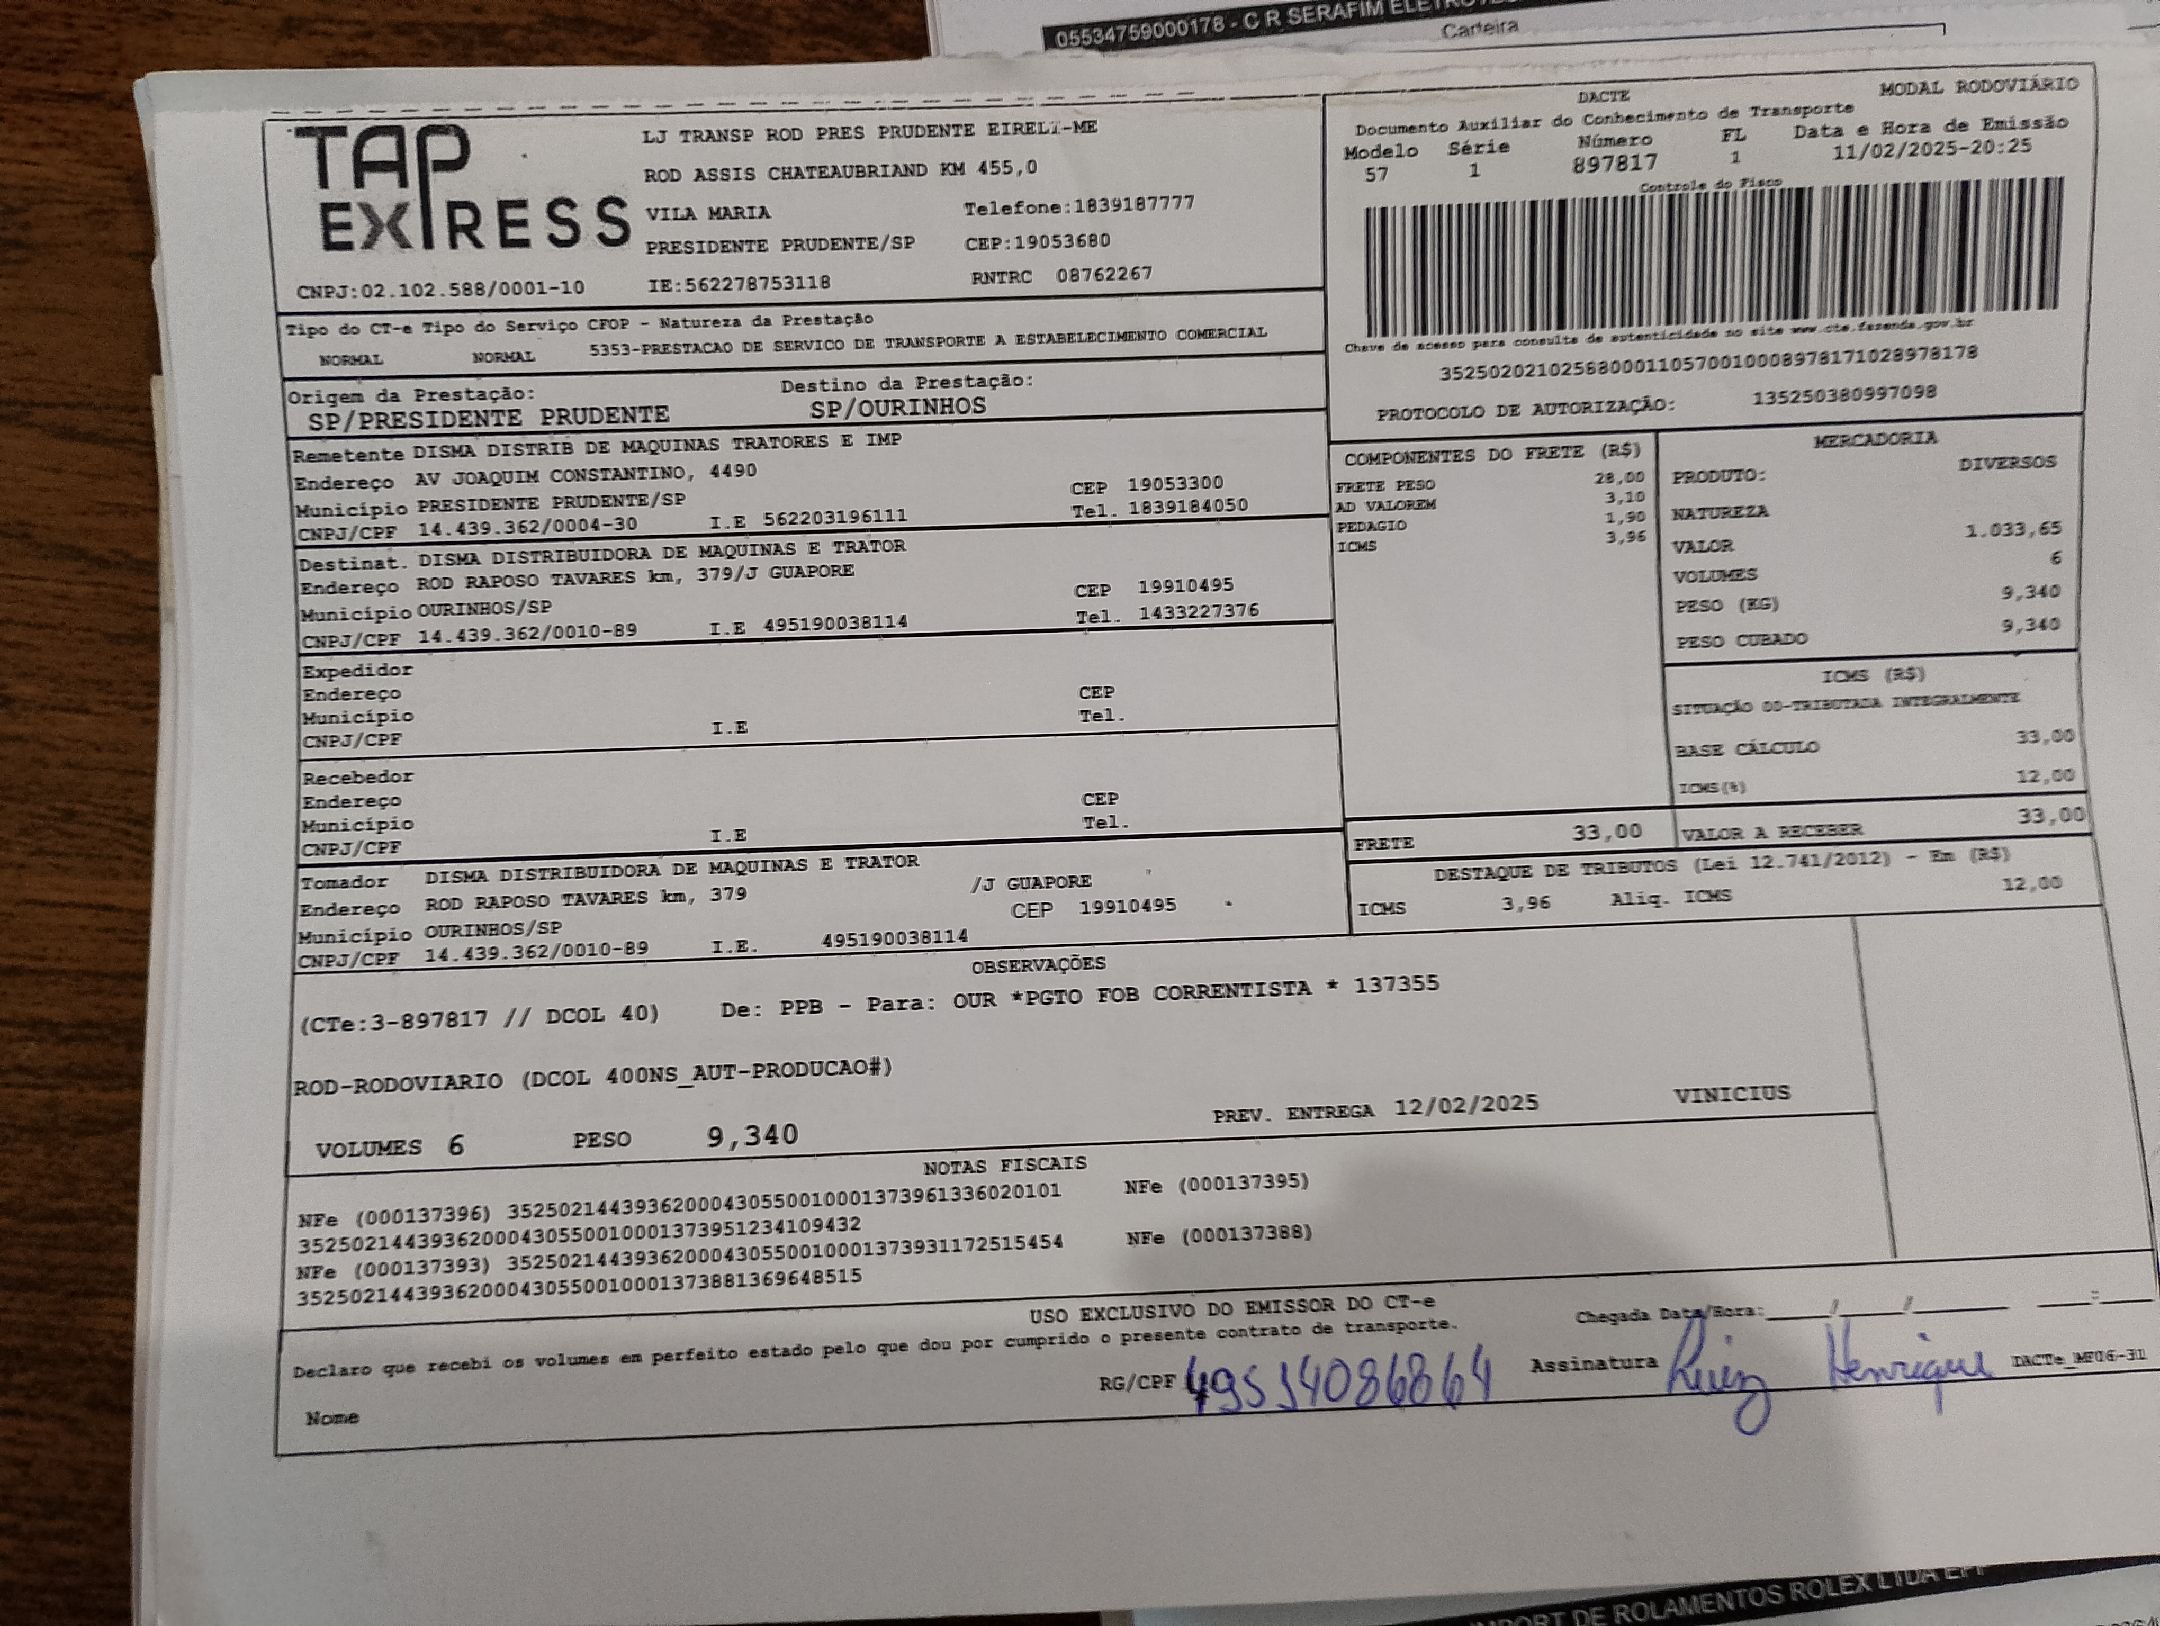 05534759000178 - C R SERAFIM
Carteira
TAP EXPRESS
LJ TRANSP ROD PRES PRUDENTE EIRELI-ME
ROD ASSIS CHATEAUBRIAND KM 455,0
VILA MARIA Telefone:1839187777
PRESIDENTE PRUDENTE/SP CEP:19053680
CNPJ:02.102.588/0001-10 IE:562278753118 RNTRC 08762267
DACTE MODAL RODOVIÁRIO
Documento Auxiliar do Conhecimento de Transporte
Modelo Série Número FL Data e Hora de Emissão
57 1 897817 1 11/02/2025-20:25
Controle do Fisco
Chave de acesso para consulta de autenticidade no site www.cte.fazenda.gov.br
35250202102588000110570010008978171028978178
PROTOCOLO DE AUTORIZAÇÃO: 135250380997098
Tipo do CT-e Tipo do Serviço CFOP - Natureza da Prestação
NORMAL NORMAL 5353-PRESTACAO DE SERVICO DE TRANSPORTE A ESTABELECIMENTO COMERCIAL
Origem da Prestação: Destino da Prestação:
SP/PRESIDENTE PRUDENTE SP/OURINHOS
Remetente DISMA DISTRIB DE MAQUINAS TRATORES E IMP
Endereço AV JOAQUIM CONSTANTINO, 4490
Município PRESIDENTE PRUDENTE/SP CEP 19053300
CNPJ/CPF 14.439.362/0004-30 I.E 562203196111 Tel. 1839184050
Destinat. DISMA DISTRIBUIDORA DE MAQUINAS E TRATOR
Endereço ROD RAPOSO TAVARES km, 379/J GUAPORE
Município OURINHOS/SP CEP 19910495
CNPJ/CPF 14.439.362/0010-89 I.E 495190038114 Tel. 1433227376
Expedidor
Endereço CEP
Município Tel.
CNPJ/CPF I.E
Recebedor
Endereço CEP
Município Tel.
CNPJ/CPF I.E
Tomador DISMA DISTRIBUIDORA DE MAQUINAS E TRATOR
Endereço ROD RAPOSO TAVARES km, 379 /J GUAPORE
Município OURINHOS/SP CEP 19910495
CNPJ/CPF 14.439.362/0010-89 I.E. 495190038114
COMPONENTES DO FRETE (R$)
FRETE PESO 28,00
AD VALOREM 3,10
PEDAGIO 1,90
ICMS 3,96
MERCADORIA
PRODUTO: DIVERSOS
NATUREZA
VALOR 1.033,65
VOLUMES 6
PESO (KG) 9,340
PESO CUBADO 9,340
ICMS (R$)
SITUAÇÃO 00-TRIBUTADA INTEGRALMENTE
BASE CÁLCULO 33,00
ICMS(%) 12,00
FRETE 33,00 VALOR A RECEBER 33,00
DESTAQUE DE TRIBUTOS (Lei 12.741/2012) - Em (R$)
ICMS 3,96 Aliq. ICMS 12,00
OBSERVAÇÕES
(CTe:3-897817 // DCOL 40) De: PPB - Para: OUR *PGTO FOB CORRENTISTA * 137355
ROD-RODOVIARIO (DCOL 400NS_AUT-PRODUCAO#)
VOLUMES 6 PESO 9,340 PREV. ENTREGA 12/02/2025 VINICIUS
NOTAS FISCAIS
NFe (000137396) 35250214439362000430550010001373961336020101 NFe (000137395)
35250214439362000430550010001373951234109432
NFe (000137393) 35250214439362000430550010001373931172515454 NFe (000137388)
35250214439362000430550010001373881369648515
USO EXCLUSIVO DO EMISSOR DO CT-e
Declaro que recebi os volumes em perfeito estado pelo que dou por cumprido o presente contrato de transporte. Chegada Data/Hora:____/____/______ ____:____
Nome RG/CPF 49514086864 Assinatura Luiz Henrique DACTe_MF06-31
IMPORT DE ROLAMENTOS ROLEX LTDA EPP